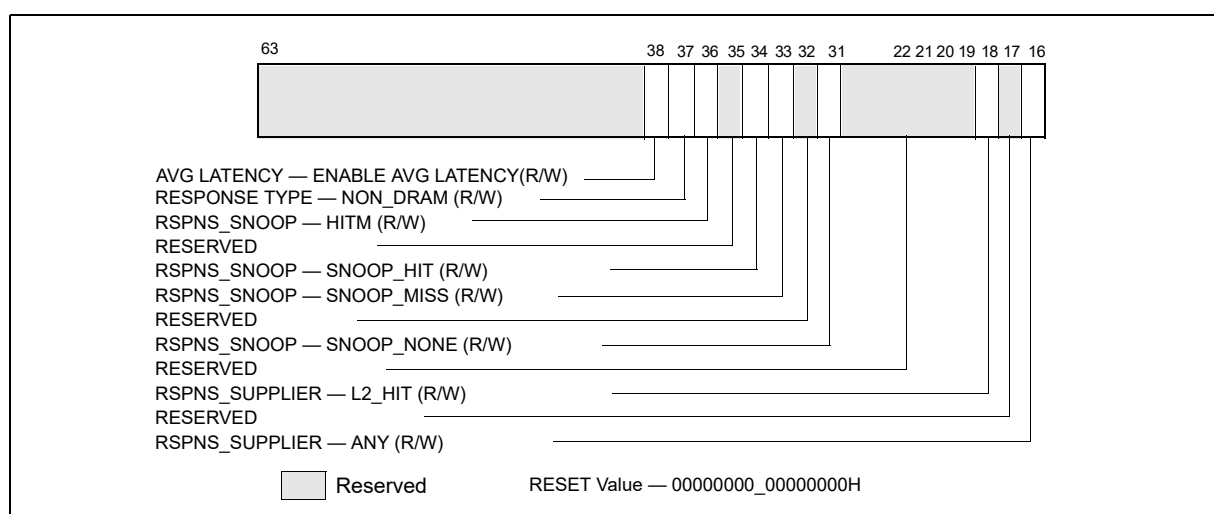 63 38 37 36 35 34 33 32 31 22 21 20 19 18 17 16
AVG LATENCY — ENABLE AVG LATENCY(R/W)
RESPONSE TYPE — NON_DRAM (R/W)
RSPNS_SNOOP — HITM (R/W)
RESERVED
RSPNS_SNOOP — SNOOP_HIT (R/W)
RSPNS_SNOOP — SNOOP_MISS (R/W)
RESERVED
RSPNS_SNOOP — SNOOP_NONE (R/W)
RESERVED
RSPNS_SUPPLIER — L2_HIT (R/W)
RESERVED
RSPNS_SUPPLIER — ANY (R/W)
Reserved RESET Value — 00000000_00000000H